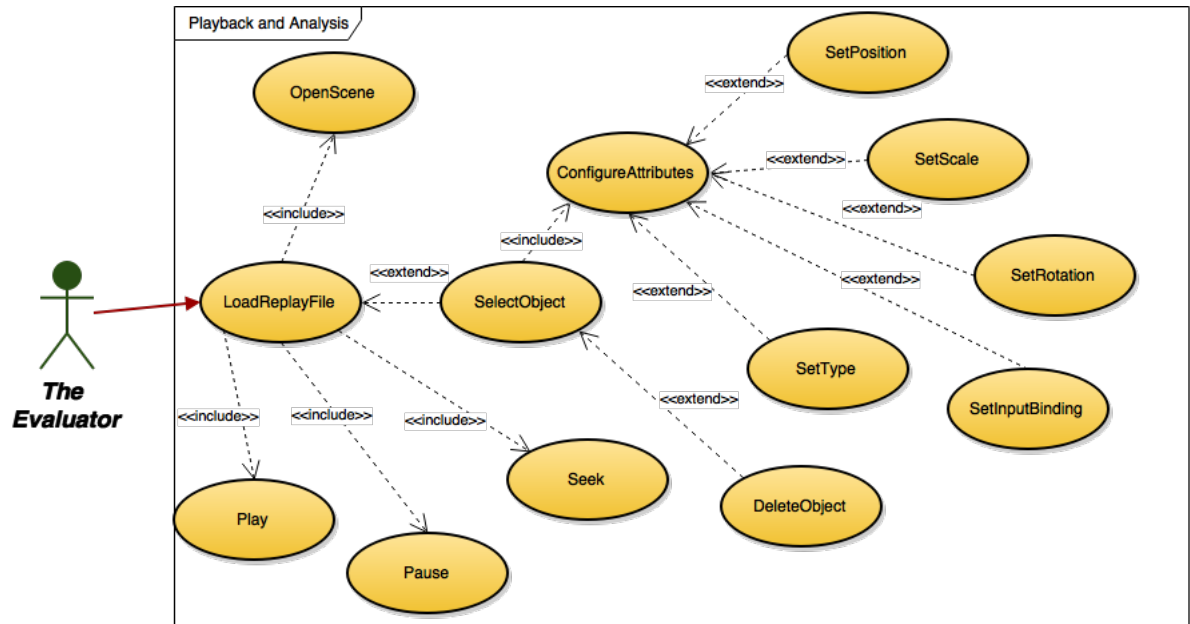 Playback and Analysis
SetPosition
OpenScene
<<extend>>
ConfigureAttributes
<<extend>>
SetScale
<<include>>
<<extend>>
<<include>>
<<extend>>
<<extend>>
SetRotation
LoadReplayFile
SelectObject
<<extend>>
SetType
The
Evaluator
<<include>>
<<include>>
<<include>>
<<extend>>
SetInputBinding
Seek
DeleteObject
Play
Pause